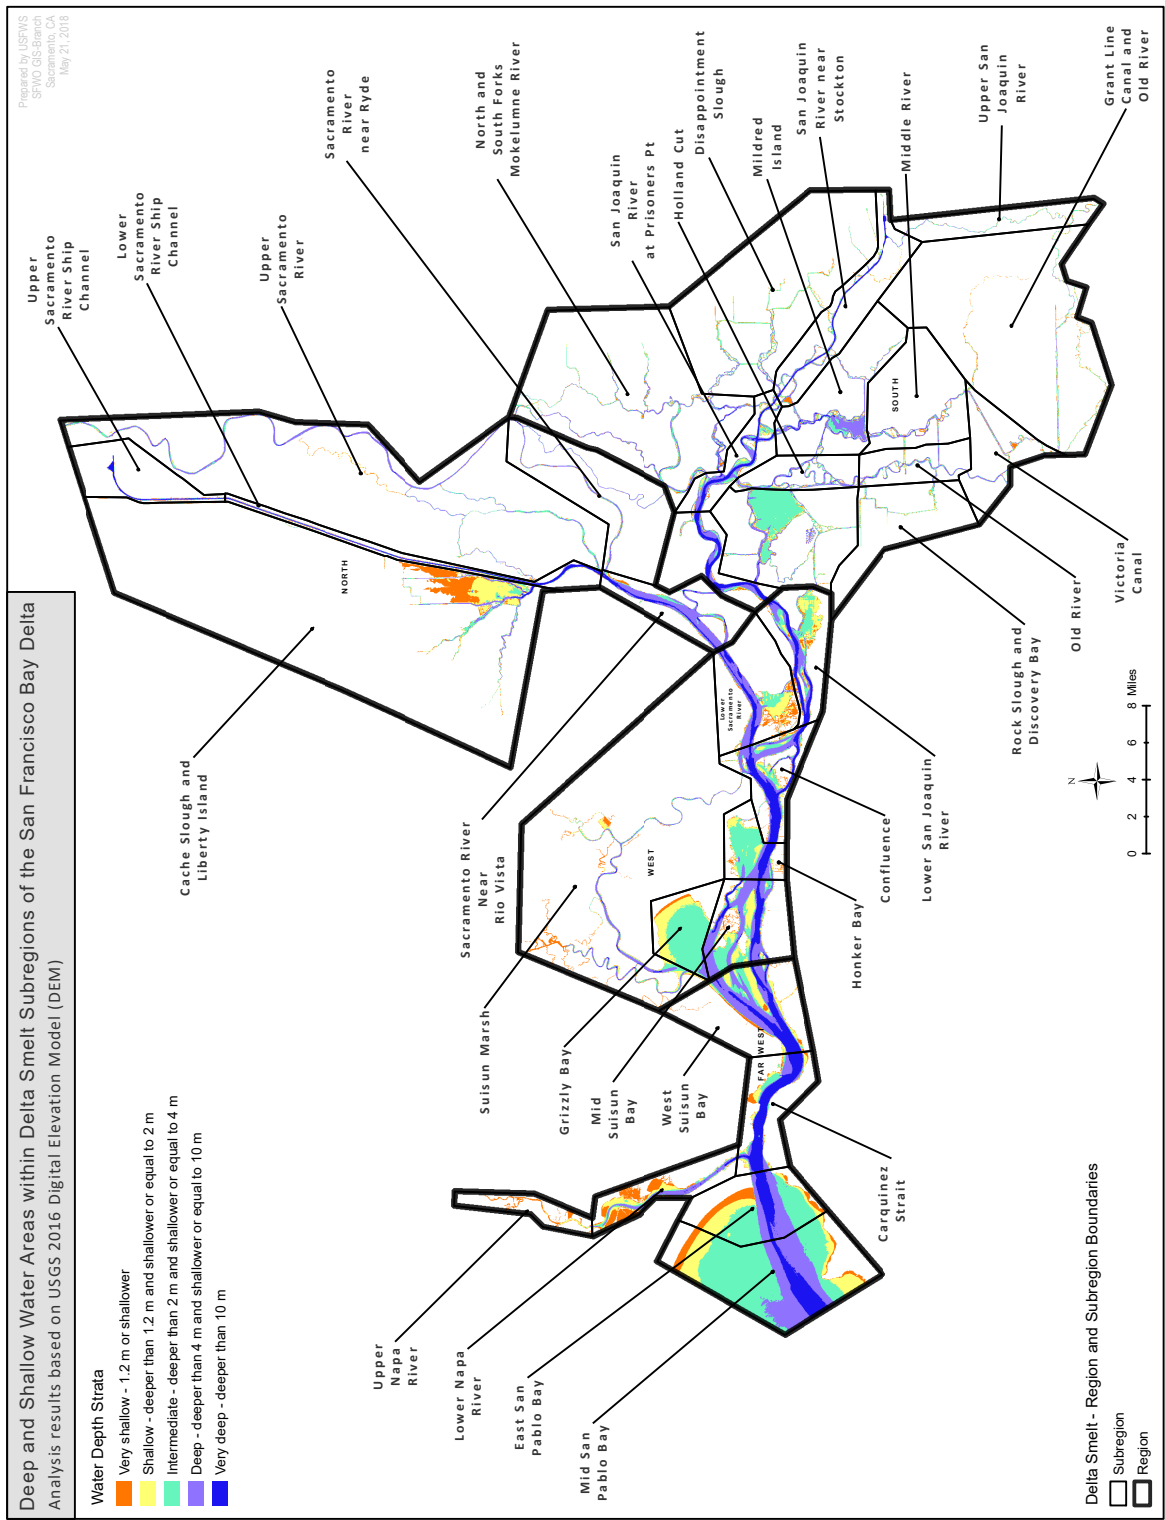 Deep and Shallow Water Areas within Delta Smelt Subregions of the San Francisco Bay Delta
Analysis results based on USGS 2016 Digital Elevation Model (DEM)
Prepared by USFWS
SFWO GIS-Branch
Sacramento, CA
May 21, 2018
Water Depth Strata
Very shallow - 1.2 m or shallower
Shallow - deeper than 1.2 m and shallower or equal to 2 m
Intermediate - deeper than 2 m and shallower or equal to 4 m
Deep - deeper than 4 m and shallower or equal to 10 m
Very deep - deeper than 10 m
Upper
Sacramento
River Ship
Channel
Lower
Sacramento
River Ship
Channel
Upper
Sacramento
River
Sacramento
River
near Ryde
North and
South Forks
Mokelumne River
San Joaquin
River
at Prisoners Pt
Holland Cut
Disappointment
Slough
Mildred
Island
San Joaquin
River near
Stockton
Middle River
Upper San
Joaquin
River
Grant Line
Canal and
Old River
NORTH
SOUTH
WEST
FAR WEST
Lower
Sacramento
River
Cache Slough and
Liberty Island
Sacramento River
Near
Rio Vista
Suisun Marsh
Grizzly Bay
Mid
Suisun
Bay
West
Suisun
Bay
Honker Bay
Confluence
Lower San Joaquin
River
Rock Slough and
Discovery Bay
Old River
Victoria
Canal
Carquinez
Strait
Upper
Napa
River
Lower Napa
River
East San
Pablo Bay
Mid San
Pablo Bay
N
0 2 4 6 8 Miles
Delta Smelt - Region and Subregion Boundaries
Subregion
Region